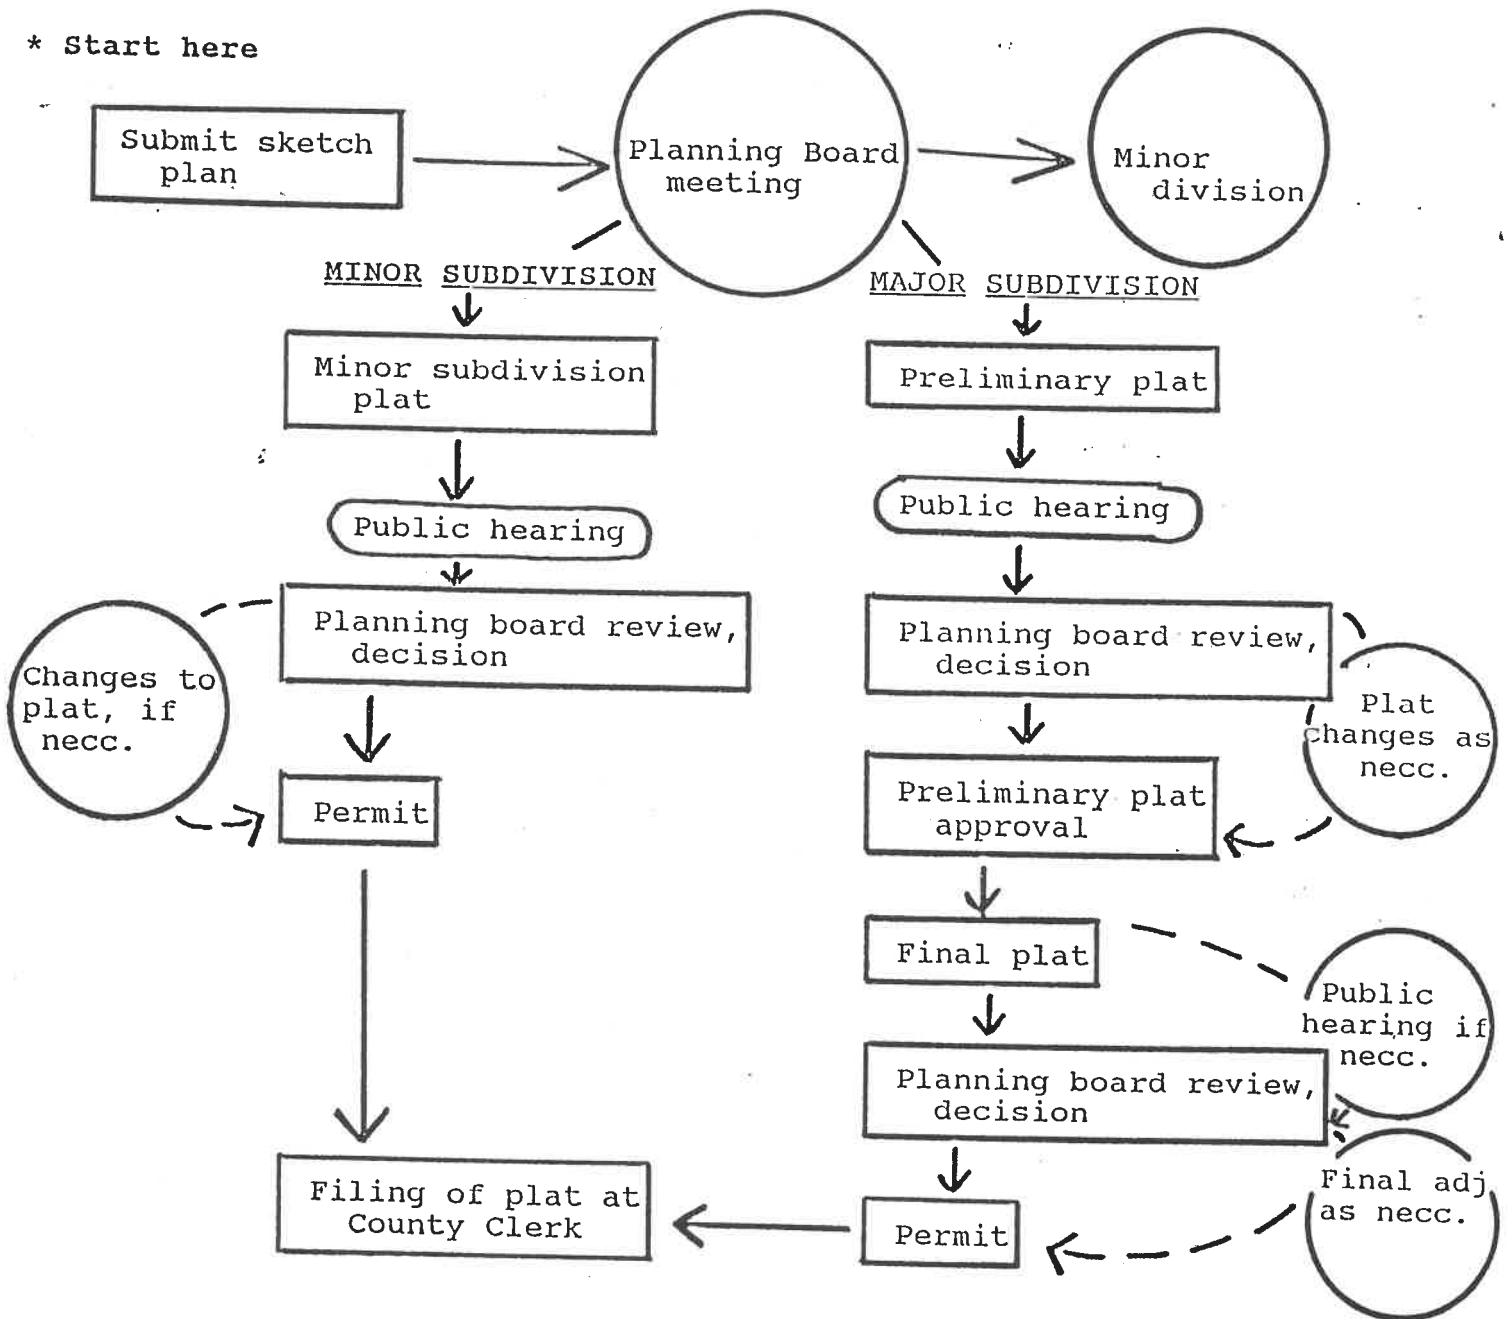 * Start here
Submit sketch
plan
Planning Board
meeting
Minor
division
MINOR SUBDIVISION
Minor subdivision
plat
Public hearing
Planning board review,
decision
Changes to
plat, if
necc.
Permit
MAJOR SUBDIVISION
Preliminary plat
Public hearing
Planning board review,
decision
Plat
changes as
necc.
Preliminary plat
approval
Final plat
Public
hearing if
necc.
Planning board review,
decision
Final adj
as necc.
Permit
Filing of plat at
County Clerk